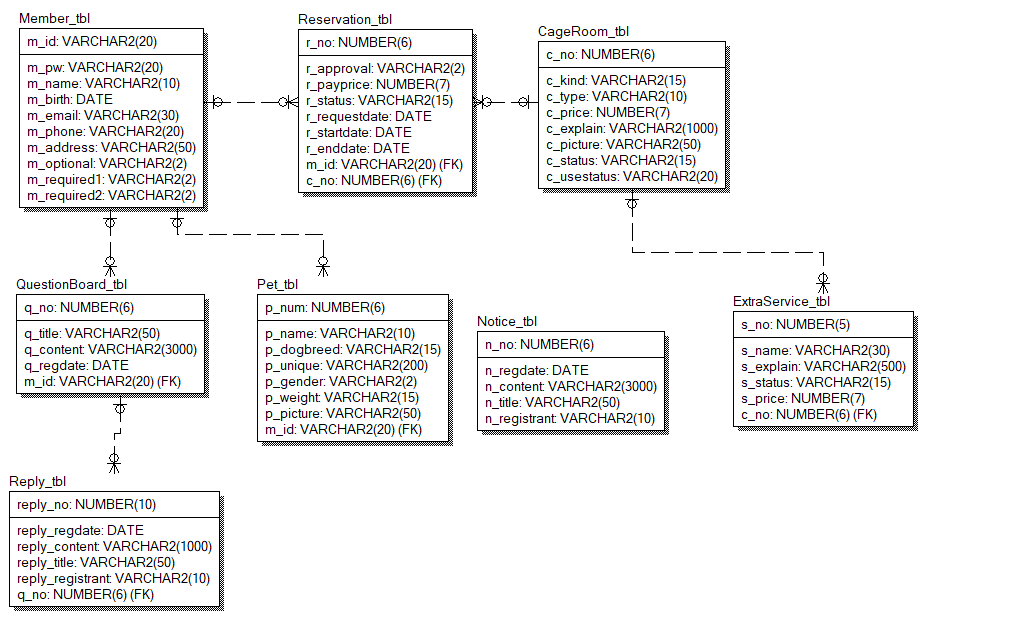 Member_tbl
m_id: VARCHAR2(20)
m_pw: VARCHAR2(20)
m_name: VARCHAR2(10)
m_birth: DATE
m_email: VARCHAR2(30)
m_phone: VARCHAR2(20)
m_address: VARCHAR2(50)
m_optional: VARCHAR2(2)
m_required1: VARCHAR2(2)
m_required2: VARCHAR2(2)
Reservation_tbl
r_no: NUMBER(6)
r_approval: VARCHAR2(2)
r_payprice: NUMBER(7)
r_status: VARCHAR2(15)
r_requestdate: DATE
r_startdate: DATE
r_enddate: DATE
m_id: VARCHAR2(20) (FK)
c_no: NUMBER(6) (FK)
CageRoom_tbl
c_no: NUMBER(6)
c_kind: VARCHAR2(15)
c_type: VARCHAR2(10)
c_price: NUMBER(7)
c_explain: VARCHAR2(1000)
c_picture: VARCHAR2(50)
c_status: VARCHAR2(15)
c_usestatus: VARCHAR2(20)
QuestionBoard_tbl
q_no: NUMBER(6)
q_title: VARCHAR2(50)
q_content: VARCHAR2(3000)
q_regdate: DATE
m_id: VARCHAR2(20) (FK)
Pet_tbl
p_num: NUMBER(6)
p_name: VARCHAR2(10)
p_dogbreed: VARCHAR2(15)
p_unique: VARCHAR2(200)
p_gender: VARCHAR2(2)
p_weight: VARCHAR2(15)
p_picture: VARCHAR2(50)
m_id: VARCHAR2(20) (FK)
Notice_tbl
n_no: NUMBER(6)
n_regdate: DATE
n_content: VARCHAR2(3000)
n_title: VARCHAR2(50)
n_registrant: VARCHAR2(10)
ExtraService_tbl
s_no: NUMBER(5)
s_name: VARCHAR2(30)
s_explain: VARCHAR2(500)
s_status: VARCHAR2(15)
s_price: NUMBER(7)
c_no: NUMBER(6) (FK)
Reply_tbl
reply_no: NUMBER(10)
reply_regdate: DATE
reply_content: VARCHAR2(1000)
reply_title: VARCHAR2(50)
reply_registrant: VARCHAR2(10)
q_no: NUMBER(6) (FK)